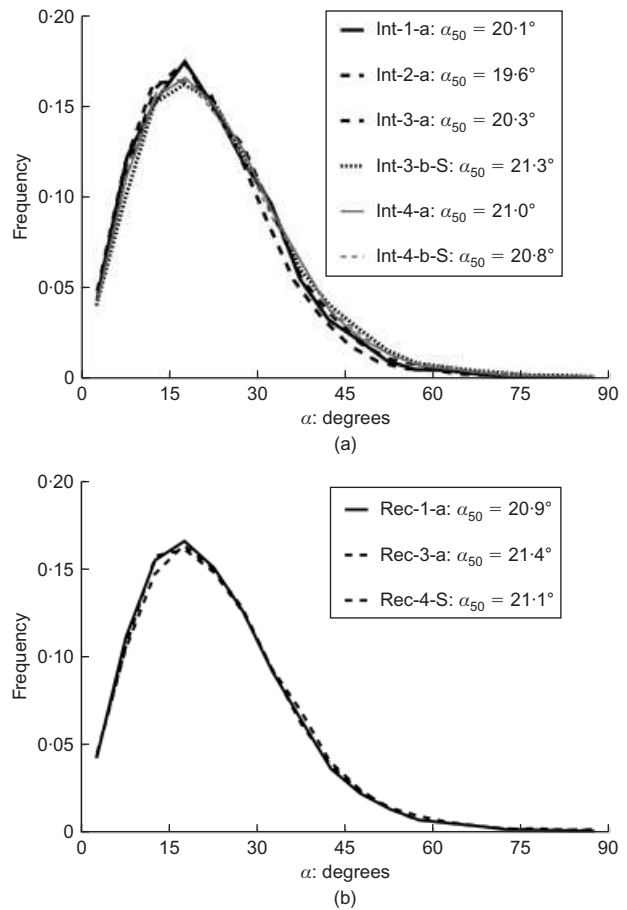 0·20
0·15
0·10
0·05
0
Frequency
Int-1-a: α50 = 20·1°
Int-2-a: α50 = 19·6°
Int-3-a: α50 = 20·3°
Int-3-b-S: α50 = 21·3°
Int-4-a: α50 = 21·0°
Int-4-b-S: α50 = 20·8°
0 15 30 45 60 75 90
α: degrees
(a)
0·20
0·15
0·10
0·05
0
Frequency
Rec-1-a: α50 = 20·9°
Rec-3-a: α50 = 21·4°
Rec-4-S: α50 = 21·1°
0 15 30 45 60 75 90
α: degrees
(b)